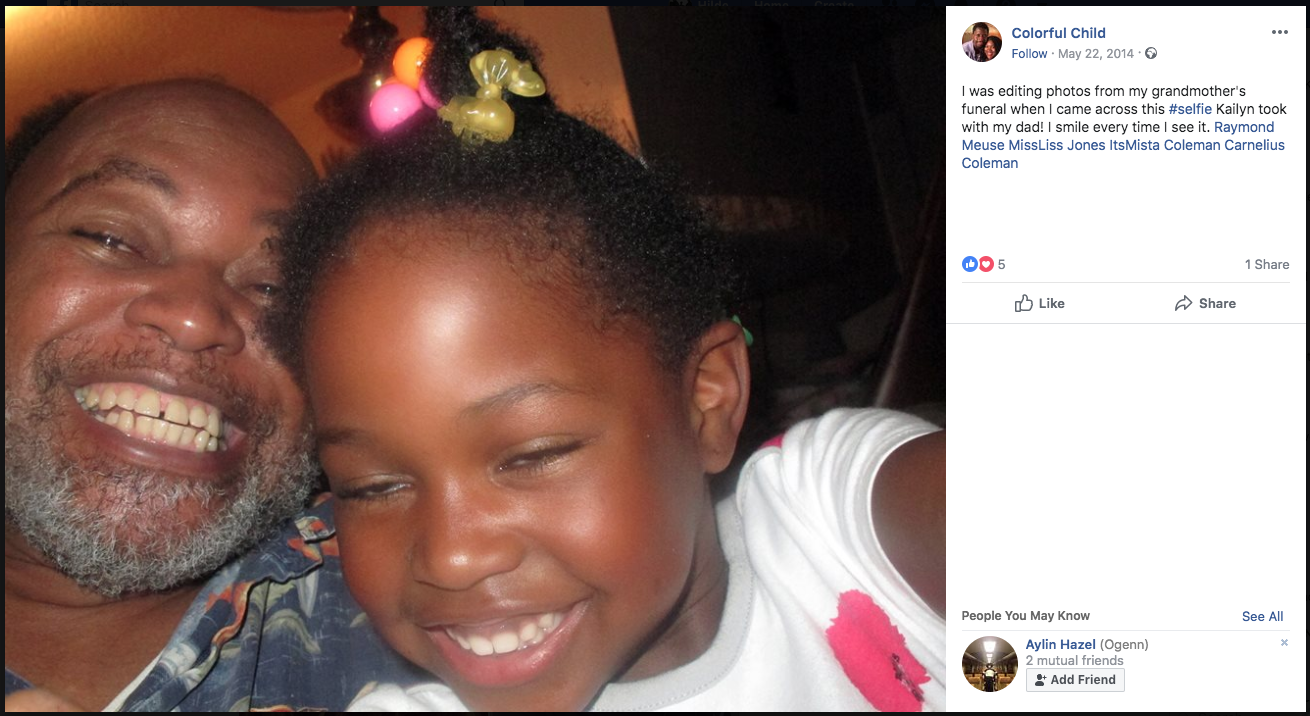 Colorful Child
Follow · May 22, 2014 ·
I was editing photos from my grandmother's
funeral when I came across this #selfie Kailyn took
with my dad! I smile every time I see it. Raymond
Meuse MissLiss Jones ItsMista Coleman Carnelius
Coleman
5
1 Share
Like
Share
People You May Know
See All
Aylin Hazel (Ogenn)
2 mutual friends
Add Friend